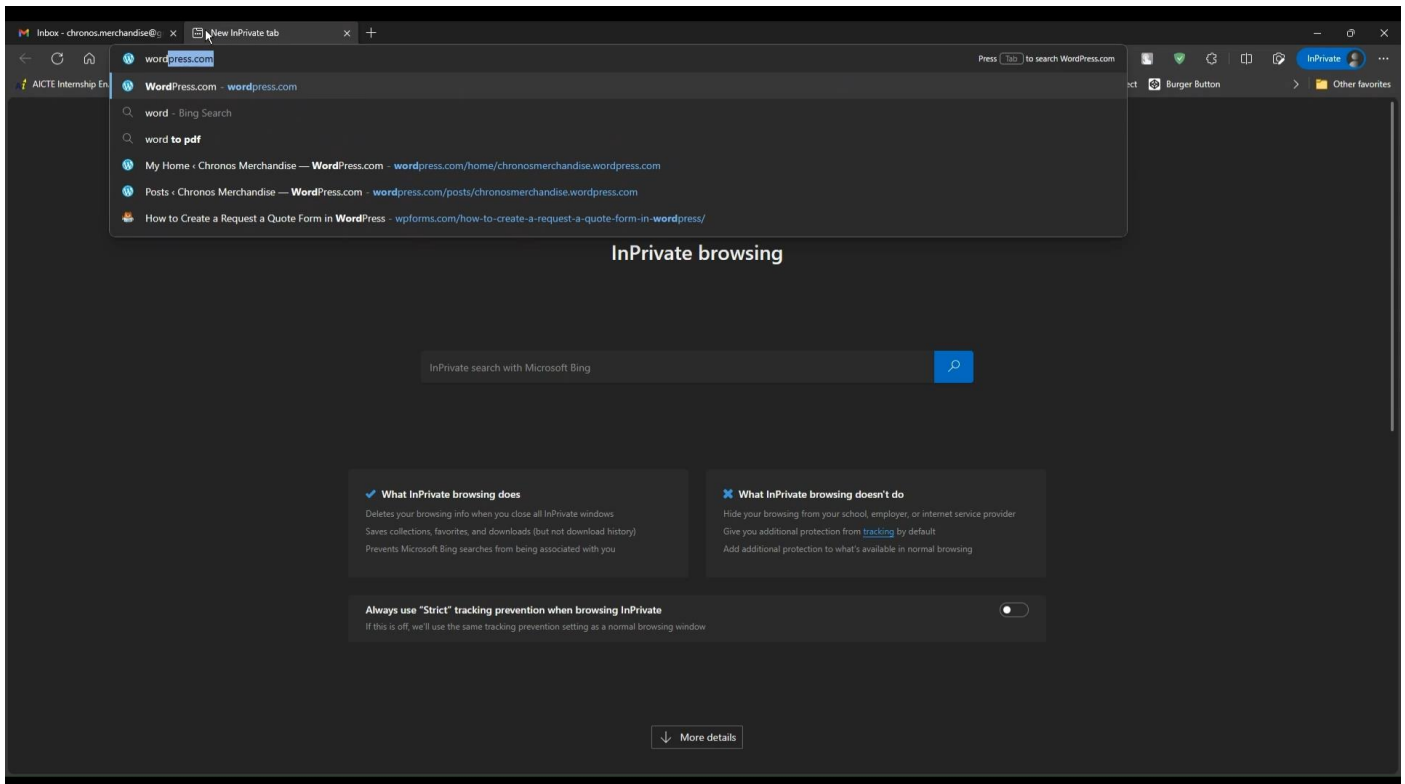 Inbox - chronos.merchandise@g
New InPrivate tab
wordpress.com
Press Tab to search WordPress.com
InPrivate
AICTE Internship En
WordPress.com - wordpress.com
ect
Burger Button
Other favorites
word - Bing Search
word to pdf
My Home ‹ Chronos Merchandise — WordPress.com - wordpress.com/home/chronosmerchandise.wordpress.com
Posts ‹ Chronos Merchandise — WordPress.com - wordpress.com/posts/chronosmerchandise.wordpress.com
How to Create a Request a Quote Form in WordPress - wpforms.com/how-to-create-a-request-a-quote-form-in-wordpress/
InPrivate browsing
InPrivate search with Microsoft Bing
What InPrivate browsing does
Deletes your browsing info when you close all InPrivate windows
Saves collections, favorites, and downloads (but not download history)
Prevents Microsoft Bing searches from being associated with you
What InPrivate browsing doesn't do
Hide your browsing from your school, employer, or internet service provider
Give you additional protection from tracking by default
Add additional protection to what's available in normal browsing
Always use "Strict" tracking prevention when browsing InPrivate
If this is off, we'll use the same tracking prevention setting as a normal browsing window
More details